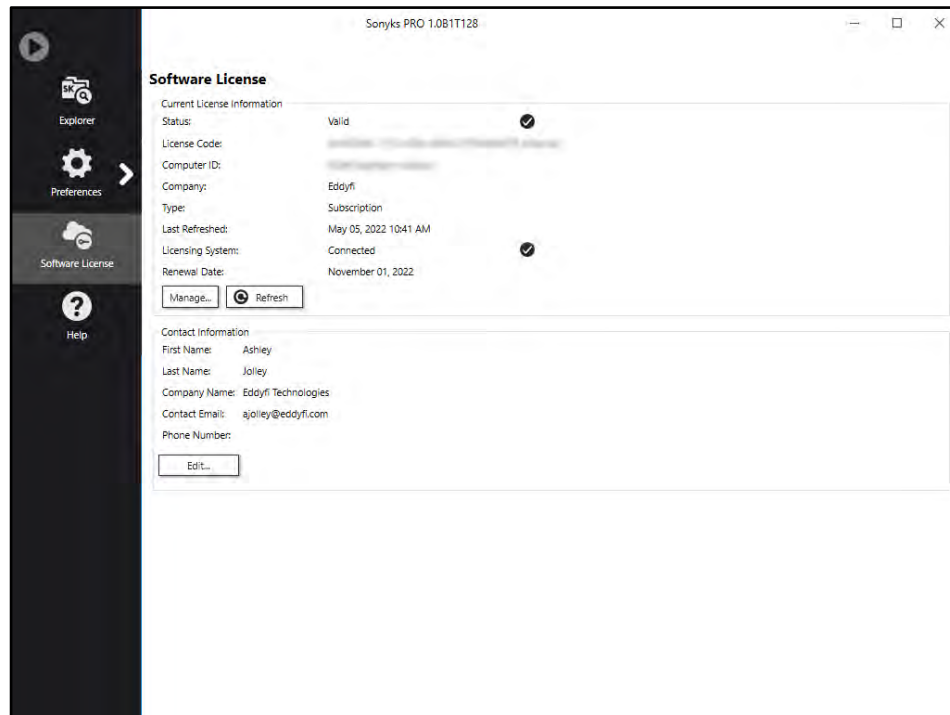 Sonyks PRO 1.0B1T128
SK
Explorer
Preferences
Software License
Help
Software License
Current License Information
Status: Valid
License Code:
Computer ID:
Company: Eddyfi
Type: Subscription
Last Refreshed: May 05, 2022 10:41 AM
Licensing System: Connected
Renewal Date: November 01, 2022
Manage... Refresh
Contact Information
First Name: Ashley
Last Name: Jolley
Company Name: Eddyfi Technologies
Contact Email: ajolley@eddyfi.com
Phone Number:
Edit...